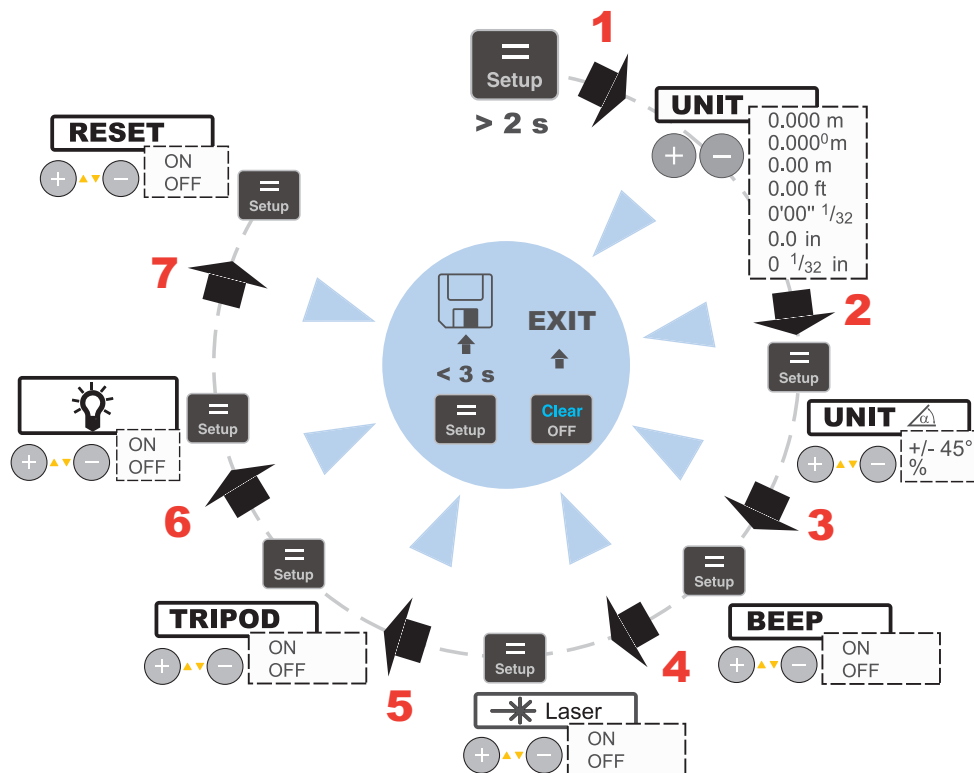 1
=
Setup
> 2 s
UNIT
+ −
0.000 m
0.000⁰m
0.00 m
0.00 ft
0'00" 1/32
0.0 in
0 1/32 in
2
=
Setup
UNIT α
+ −
+/- 45°
%
3
=
Setup
BEEP
+ −
ON
OFF
4
=
Setup
Laser
+ −
ON
OFF
5
=
Setup
TRIPOD
+ −
ON
OFF
6
=
Setup
+ −
ON
OFF
7
=
Setup
RESET
+ −
ON
OFF
< 3 s
=
Setup
EXIT
Clear
OFF